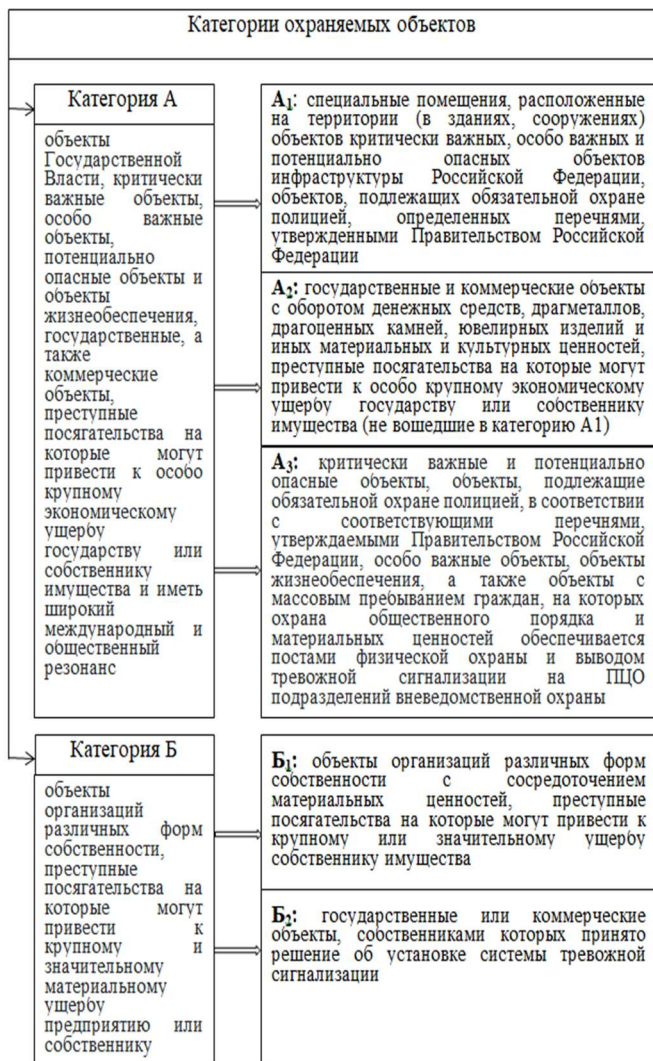 Категории охраняемых объектов
Категория А
объекты
Государственной
Власти, критически
важные объекты,
особо важные
объекты,
потенциально
опасные объекты и
объекты
жизнеобеспечения,
государственные, а
также
коммерческие
объекты,
преступные
посягательства на
которые могут
привести к особо
крупному
экономическому
ущербу
государству или
собственнику
имущества и иметь
широкий
международный и
общественный
резонанс
А₁: специальные помещения, расположенные
на территории (в зданиях, сооружениях)
объектов критически важных, особо важных и
потенциально опасных объектов
инфраструктуры Российской Федерации,
объектов, подлежащих обязательной охране
полицией, определенных перечнями,
утвержденными Правительством Российской
Федерации
А₂: государственные и коммерческие объекты
с оборотом денежных средств, драгметаллов,
драгоценных камней, ювелирных изделий и
иных материальных и культурных ценностей,
преступные посягательства на которые могут
привести к особо крупному экономическому
ущербу государству или собственнику
имущества (не вошедшие в категорию А1)
А₃: критически важные и потенциально
опасные объекты, объекты, подлежащие
обязательной охране полицией, в соответствии
с соответствующими перечнями,
утверждаемыми Правительством Российской
Федерации, особо важные объекты, объекты
жизнеобеспечения, а также объекты с
массовым пребыванием граждан, на которых
охрана общественного порядка и
материальных ценностей обеспечивается
постами физической охраны и выводом
тревожной сигнализации на ПЦО
подразделений вневедомственной охраны
Категория Б
объекты
организаций
различных форм
собственности,
преступные
посягательства на
которые могут
привести к
крупному и
значительному
материальному
ущербу
предприятию или
собственнику
Б₁: объекты организаций различных форм
собственности с сосредоточением
материальных ценностей, преступные
посягательства на которые могут привести к
крупному или значительному ущербу
собственнику имущества
Б₂: государственные или коммерческие
объекты, собственниками которых принято
решение об установке системы тревожной
сигнализации